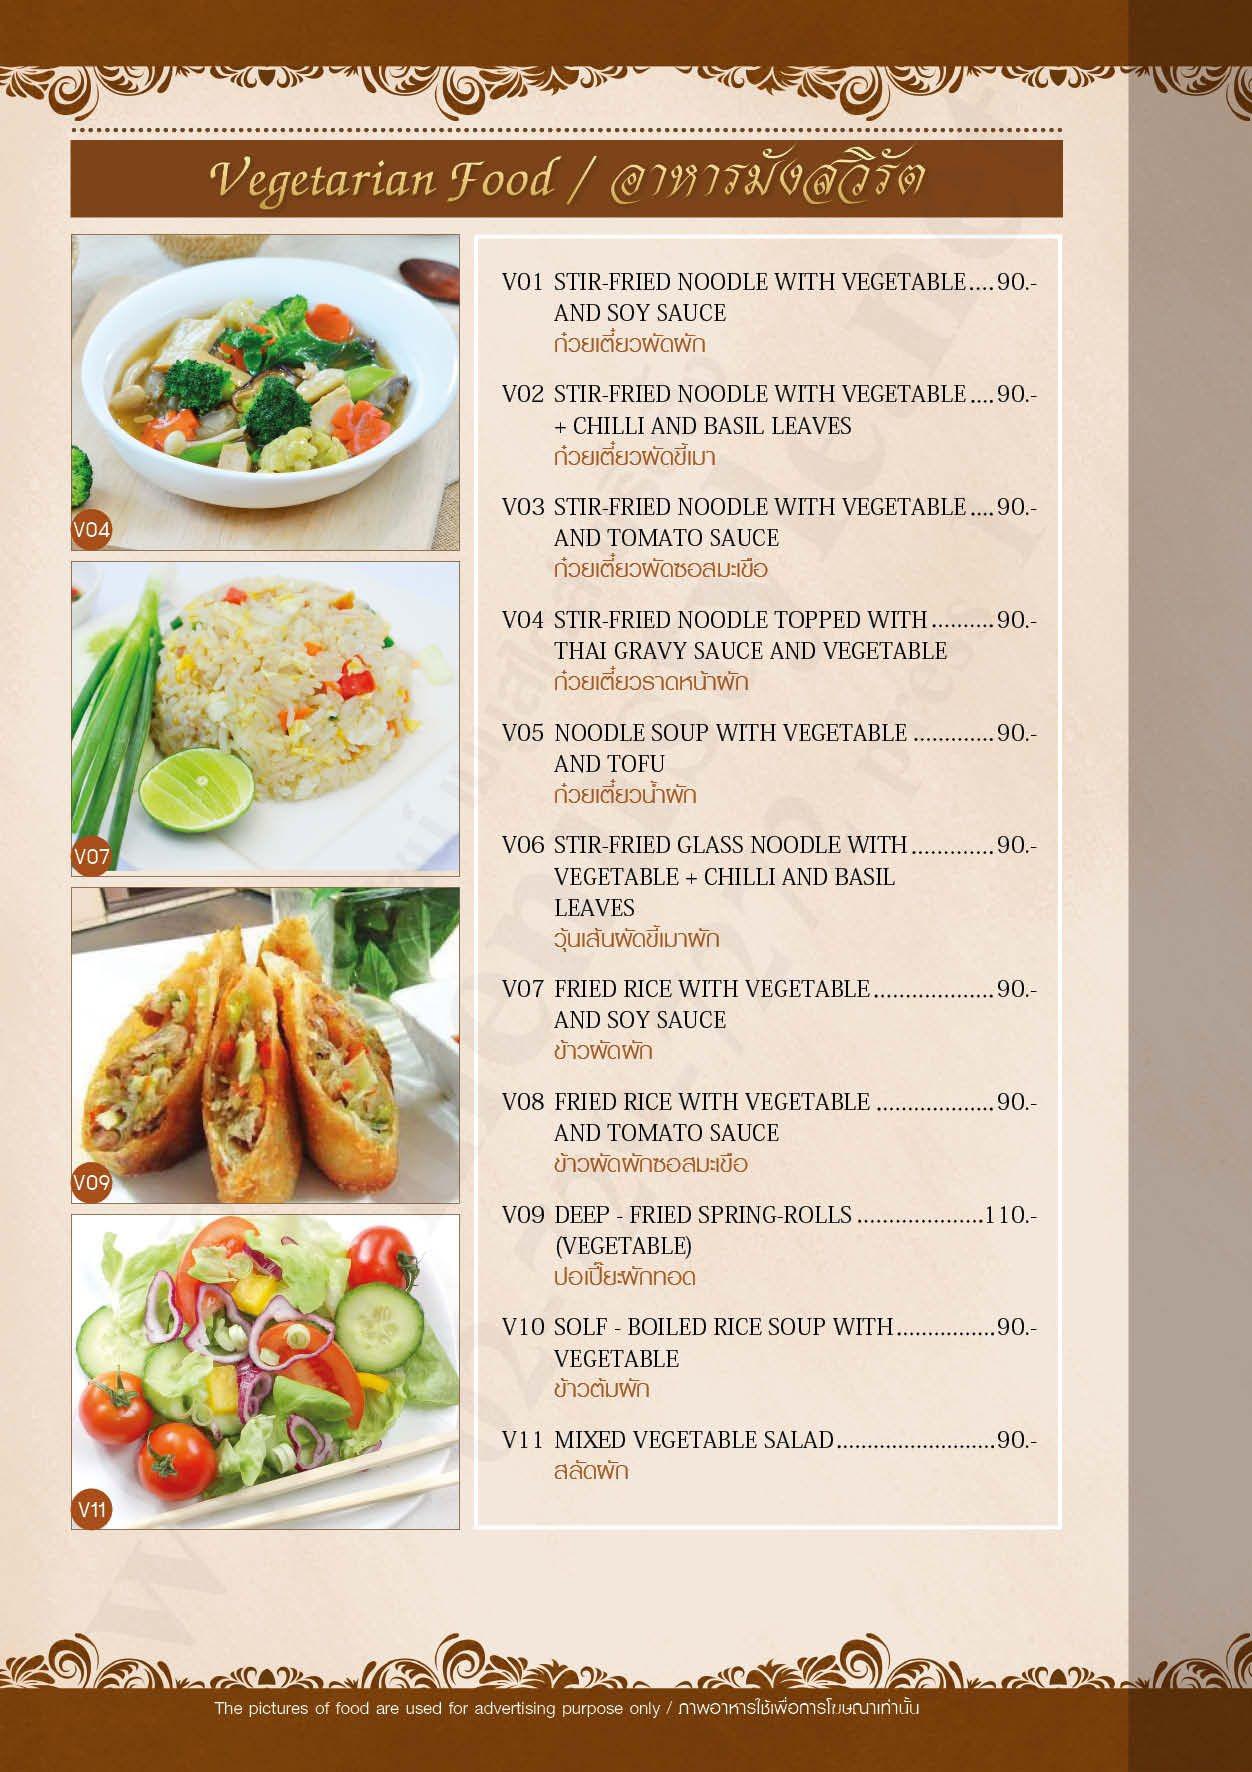 Vegetarian Food / อาหารมังสวิรัต
V04
V07
V09
V11
V01 STIR-FRIED NOODLE WITH VEGETABLE....90.-
AND SOY SAUCE
ก๋วยเตี๋ยวผัดผัก
V02 STIR-FRIED NOODLE WITH VEGETABLE....90.-
+ CHILLI AND BASIL LEAVES
ก๋วยเตี๋ยวผัดขี้เมา
V03 STIR-FRIED NOODLE WITH VEGETABLE....90.-
AND TOMATO SAUCE
ก๋วยเตี๋ยวผัดซอสมะเขือ
V04 STIR-FRIED NOODLE TOPPED WITH..........90.-
THAI GRAVY SAUCE AND VEGETABLE
ก๋วยเตี๋ยวราดหน้าผัก
V05 NOODLE SOUP WITH VEGETABLE .............90.-
AND TOFU
ก๋วยเตี๋ยวน้ำผัก
V06 STIR-FRIED GLASS NOODLE WITH.............90.-
VEGETABLE + CHILLI AND BASIL
LEAVES
วุ้นเส้นผัดขี้เมาผัก
V07 FRIED RICE WITH VEGETABLE...................90.-
AND SOY SAUCE
ข้าวผัดผัก
V08 FRIED RICE WITH VEGETABLE ...................90.-
AND TOMATO SAUCE
ข้าวผัดผักซอสมะเขือ
V09 DEEP - FRIED SPRING-ROLLS ....................110.-
(VEGETABLE)
ปอเปี๊ยะผักทอด
V10 SOLF - BOILED RICE SOUP WITH................90.-
VEGETABLE
ข้าวต้มผัก
V11 MIXED VEGETABLE SALAD.........................90.-
สลัดผัก
The pictures of food are used for advertising purpose only / ภาพอาหารใช้เพื่อการโฆษณาเท่านั้น